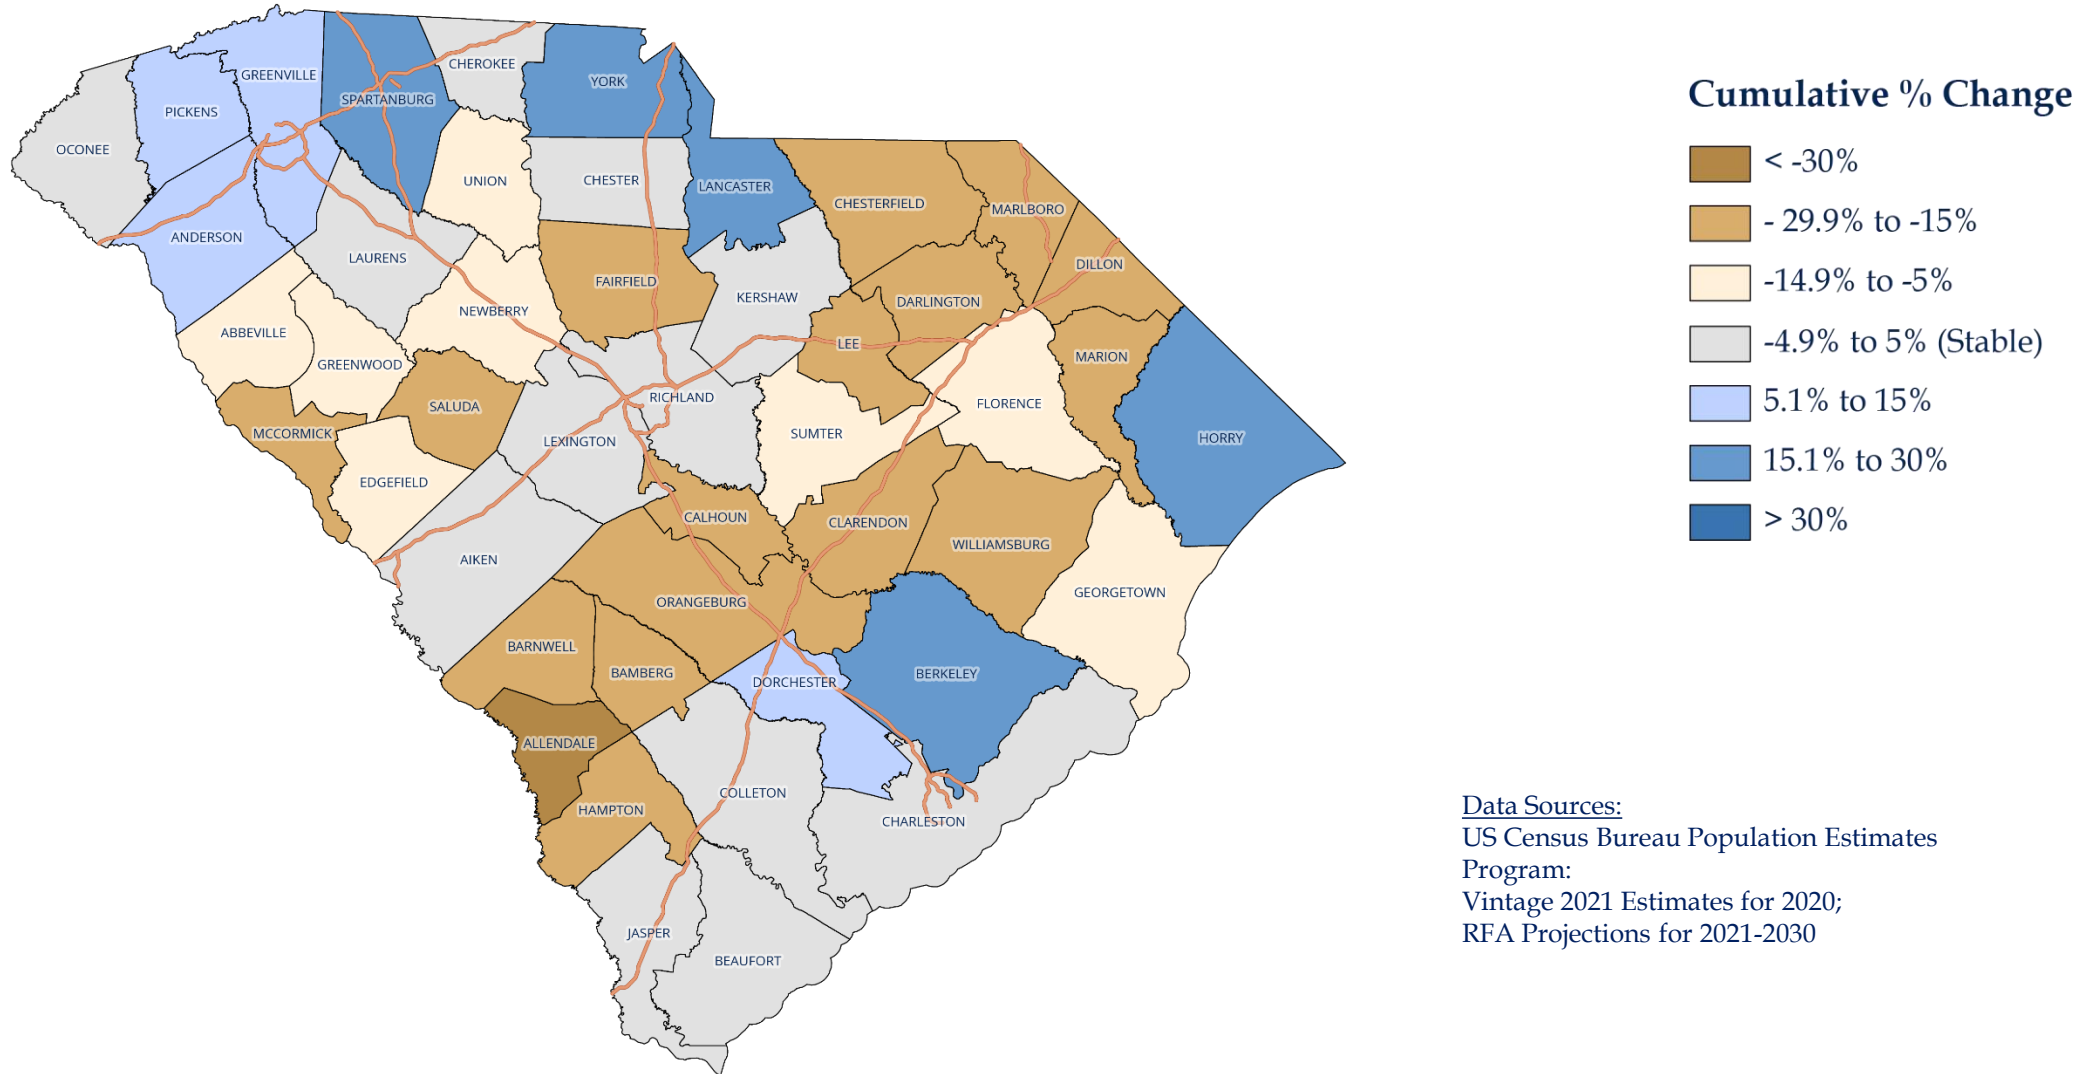 CHEROKEE
GREENVILLE
YORK
SPARTANBURG
PICKENS
OCONEE
UNION
CHESTER
LANCASTER
CHESTERFIELD
MARLBORO
ANDERSON
LAURENS
DILLON
FAIRFIELD
KERSHAW
DARLINGTON
NEWBERRY
ABBEVILLE
LEE
MARION
GREENWOOD
RICHLAND
SALUDA
FLORENCE
MCCORMICK
SUMTER
LEXINGTON
HORRY
EDGEFIELD
CALHOUN
CLARENDON
WILLIAMSBURG
AIKEN
GEORGETOWN
ORANGEBURG
BARNWELL
BAMBERG
BERKELEY
DORCHESTER
ALLENDALE
COLLETON
HAMPTON
CHARLESTON
JASPER
BEAUFORT
Cumulative % Change
< -30%
- 29.9% to -15%
-14.9% to -5%
-4.9% to 5% (Stable)
5.1% to 15%
15.1% to 30%
> 30%
Data Sources:
US Census Bureau Population Estimates
Program:
Vintage 2021 Estimates for 2020;
RFA Projections for 2021-2030